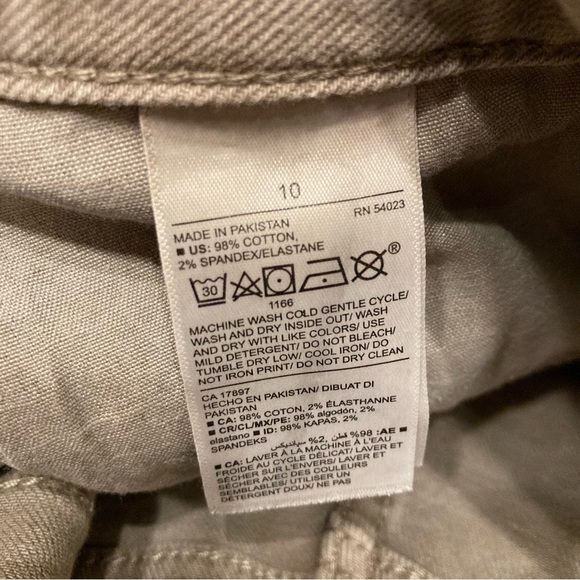 10
RN 54023
MADE IN PAKISTAN
■ US: 98% COTTON,
2% SPANDEX/ELASTANE
30
®
1166
MACHINE WASH COLD GENTLE CYCLE/
WASH AND DRY INSIDE OUT/ WASH
AND DRY WITH LIKE COLORS/ USE
MILD DETERGENT/ DO NOT BLEACH/
TUMBLE DRY LOW/ COOL IRON/ DO
NOT IRON PRINT/ DO NOT DRY CLEAN
CA 17897
HECHO EN PAKISTAN/ DIBUAT DI
PAKISTAN
■ CA: 98% COTON, 2% ÉLASTHANNE
■ CR/CL/MX/PE: 98% algodón, 2%
elastano ■ ID: 98% KAPAS, 2%
SPANDEKS
■ AE: 98% قطن, 2% سباندیکس
■ CA: LAVER À LA MACHINE À L'EAU
FROIDE AU CYCLE DÉLICAT/ LAVER ET
SÉCHER SUR L'ENVERS/ LAVER ET
SÉCHER AVEC DES COULEURS
SEMBLABLES/ UTILISER UN
DÉTERGENT DOUX/ NE PAS